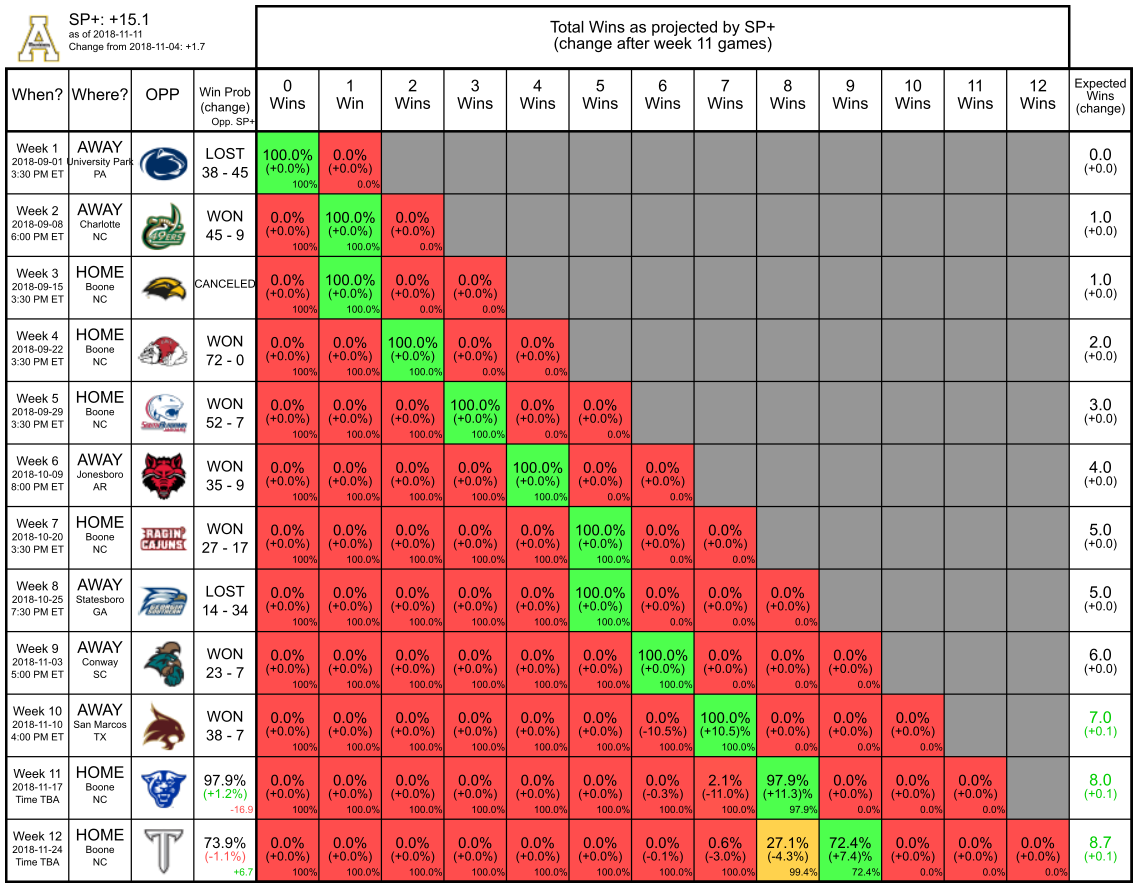 SP+: +15.1
as of 2018-11-11
Change from 2018-11-04: +1.7
Total Wins as projected by SP+
(change after week 11 games)
When? Where? OPP Win Prob (change) Opp. SP+ 0 Wins 1 Win 2 Wins 3 Wins 4 Wins 5 Wins 6 Wins 7 Wins 8 Wins 9 Wins 10 Wins 11 Wins 12 Wins Expected Wins (change)
Week 1 AWAY LOST 100.0% 0.0% 0.0
2018-09-01 University Park 38 - 45 (+0.0%) (+0.0%) (+0.0)
3:30 PM ET PA 100% 0.0%
Week 2 AWAY WON 0.0% 100.0% 0.0% 1.0
2018-09-08 Charlotte 49ERS 45 - 9 (+0.0%) (+0.0%) (+0.0%) (+0.0)
6:00 PM ET NC 100% 100.0% 0.0%
Week 3 HOME CANCELED 0.0% 100.0% 0.0% 0.0% 1.0
2018-09-15 Boone (+0.0%) (+0.0%) (+0.0%) (+0.0%) (+0.0)
3:30 PM ET NC 100% 100.0% 0.0% 0.0%
Week 4 HOME WON 0.0% 0.0% 100.0% 0.0% 0.0% 2.0
2018-09-22 Boone 72 - 0 (+0.0%) (+0.0%) (+0.0%) (+0.0%) (+0.0%) (+0.0)
3:30 PM ET NC 100% 100.0% 100.0% 0.0% 0.0%
Week 5 HOME WON 0.0% 0.0% 0.0% 100.0% 0.0% 0.0% 3.0
2018-09-29 Boone 52 - 7 (+0.0%) (+0.0%) (+0.0%) (+0.0%) (+0.0%) (+0.0%) (+0.0)
3:30 PM ET NC 100% 100.0% 100.0% 100.0% 0.0% 0.0%
Week 6 AWAY WON 0.0% 0.0% 0.0% 0.0% 100.0% 0.0% 0.0% 4.0
2018-10-09 Jonesboro 35 - 9 (+0.0%) (+0.0%) (+0.0%) (+0.0%) (+0.0%) (+0.0%) (+0.0%) (+0.0)
8:00 PM ET AR 100% 100.0% 100.0% 100.0% 100.0% 0.0% 0.0%
Week 7 HOME RAGIN' CAJUNS WON 0.0% 0.0% 0.0% 0.0% 0.0% 100.0% 0.0% 0.0% 5.0
2018-10-20 Boone 27 - 17 (+0.0%) (+0.0%) (+0.0%) (+0.0%) (+0.0%) (+0.0%) (+0.0%) (+0.0%) (+0.0)
3:30 PM ET NC 100% 100.0% 100.0% 100.0% 100.0% 100.0% 0.0% 0.0%
Week 8 AWAY LOST 0.0% 0.0% 0.0% 0.0% 0.0% 100.0% 0.0% 0.0% 0.0% 5.0
2018-10-25 Statesboro GEORGIA SOUTHERN 14 - 34 (+0.0%) (+0.0%) (+0.0%) (+0.0%) (+0.0%) (+0.0%) (+0.0%) (+0.0%) (+0.0%) (+0.0)
7:30 PM ET GA 100% 100.0% 100.0% 100.0% 100.0% 100.0% 0.0% 0.0% 0.0%
Week 9 AWAY WON 0.0% 0.0% 0.0% 0.0% 0.0% 0.0% 100.0% 0.0% 0.0% 0.0% 6.0
2018-11-03 Conway 23 - 7 (+0.0%) (+0.0%) (+0.0%) (+0.0%) (+0.0%) (+0.0%) (+0.0%) (+0.0%) (+0.0%) (+0.0%) (+0.0)
5:00 PM ET SC 100% 100.0% 100.0% 100.0% 100.0% 100.0% 100.0% 0.0% 0.0% 0.0%
Week 10 AWAY WON 0.0% 0.0% 0.0% 0.0% 0.0% 0.0% 0.0% 100.0% 0.0% 0.0% 0.0% 7.0
2018-11-10 San Marcos 38 - 7 (+0.0%) (+0.0%) (+0.0%) (+0.0%) (+0.0%) (+0.0%) (-10.5%) (+10.5)% (+0.0%) (+0.0%) (+0.0%) (+0.1)
4:00 PM ET TX 100% 100.0% 100.0% 100.0% 100.0% 100.0% 100.0% 100.0% 0.0% 0.0% 0.0%
Week 11 HOME 97.9% 0.0% 0.0% 0.0% 0.0% 0.0% 0.0% 0.0% 2.1% 97.9% 0.0% 0.0% 0.0% 8.0
2018-11-17 Boone (+1.2%) (+0.0%) (+0.0%) (+0.0%) (+0.0%) (+0.0%) (+0.0%) (-0.3%) (-11.0%) (+11.3)% (+0.0%) (+0.0%) (+0.0%) (+0.1)
Time TBA NC -16.9 100% 100.0% 100.0% 100.0% 100.0% 100.0% 100.0% 100.0% 97.9% 0.0% 0.0% 0.0%
Week 12 HOME 73.9% 0.0% 0.0% 0.0% 0.0% 0.0% 0.0% 0.0% 0.6% 27.1% 72.4% 0.0% 0.0% 0.0% 8.7
2018-11-24 Boone (-1.1%) (+0.0%) (+0.0%) (+0.0%) (+0.0%) (+0.0%) (+0.0%) (-0.1%) (-3.0%) (-4.3%) (+7.4)% (+0.0%) (+0.0%) (+0.0%) (+0.1)
Time TBA NC +6.7 100% 100.0% 100.0% 100.0% 100.0% 100.0% 100.0% 100.0% 99.4% 72.4% 0.0% 0.0% 0.0%